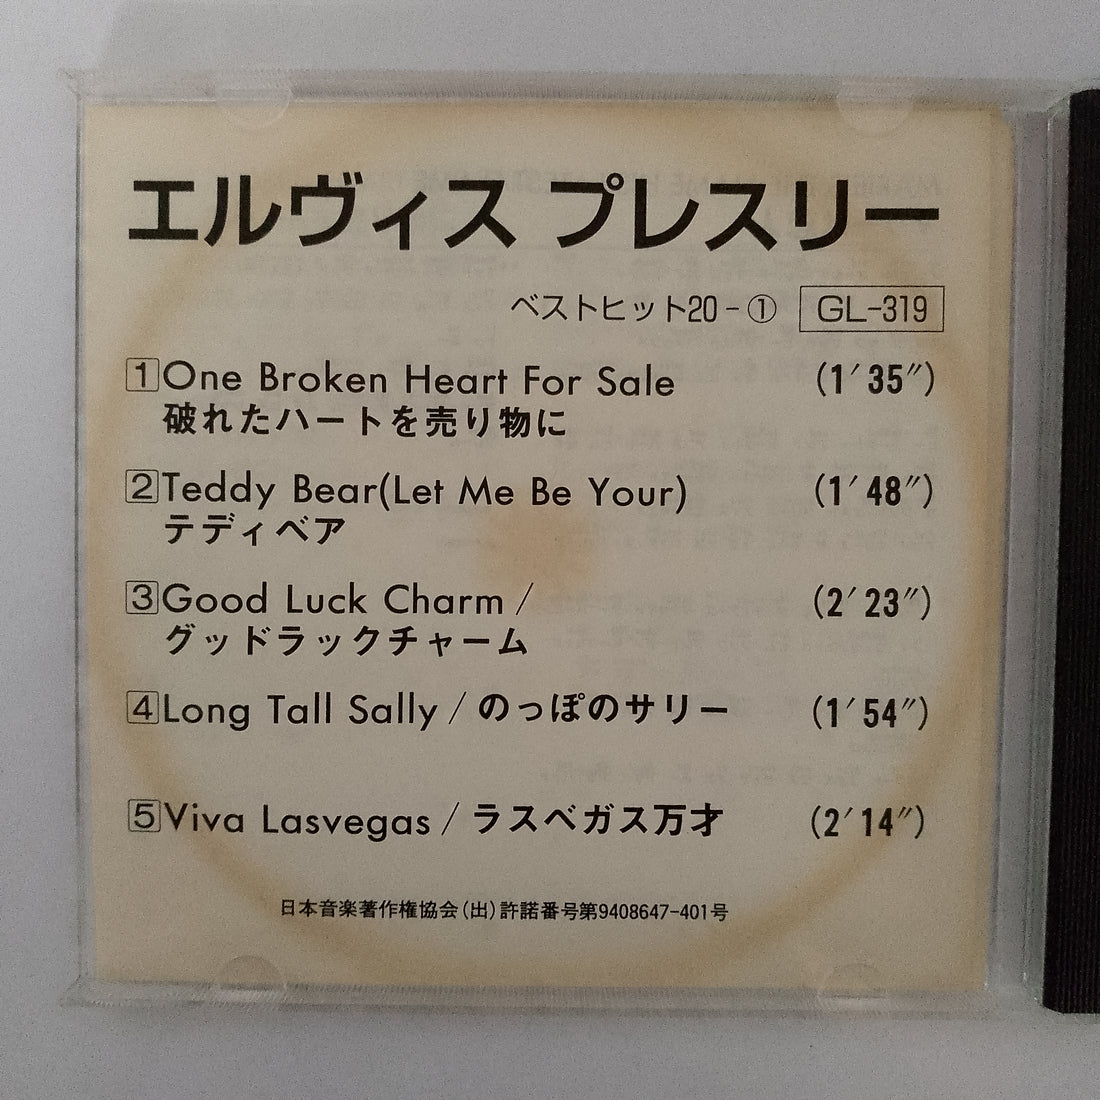 エルヴィス プレスリー
ベストヒット20-① GL-319
1 One Broken Heart For Sale (1′35″)
破れたハートを売り物に
2 Teddy Bear(Let Me Be Your) (1′48″)
テディベア
3 Good Luck Charm / (2′23″)
グッドラックチャーム
4 Long Tall Sally / のっぽのサリー (1′54″)
5 Viva Lasvegas / ラスベガス万才 (2′14″)
日本音楽著作権協会(出)許諾番号第9408647-401号